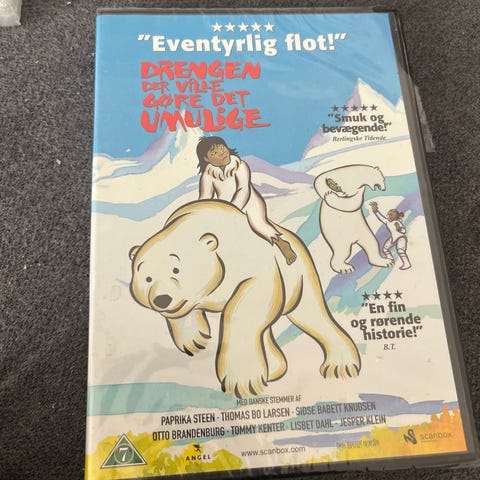 "Eventyrlig flot!"
DRENGEN
DER VILLE
GØRE DET
UMULIGE
"Smuk og
bevægende!"
Berlingske Tidende
"En fin
og rørende
historie!"
B.T.
MED DANSKE STEMMER AF
PAPRIKA STEEN · THOMAS BO LARSEN · SIDSE BABETT KNUDSEN
OTTO BRANDENBURG · TOMMY KENTER · LISBET DAHL · JESPER KLEIN
7
ANGEL
www.scanbox.com
scanbox